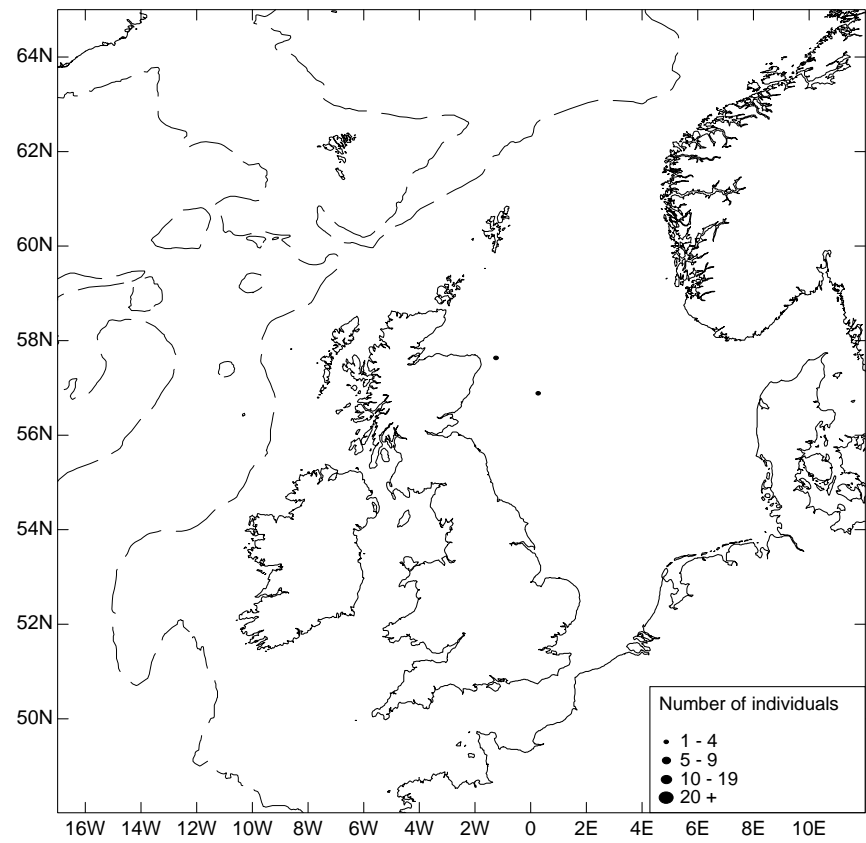 64N
62N
60N
58N
56N
54N
52N
50N
Number of individuals
1 - 4
5 - 9
10 - 19
20 +
16W 14W 12W 10W 8W 6W 4W 2W 0 2E 4E 6E 8E 10E